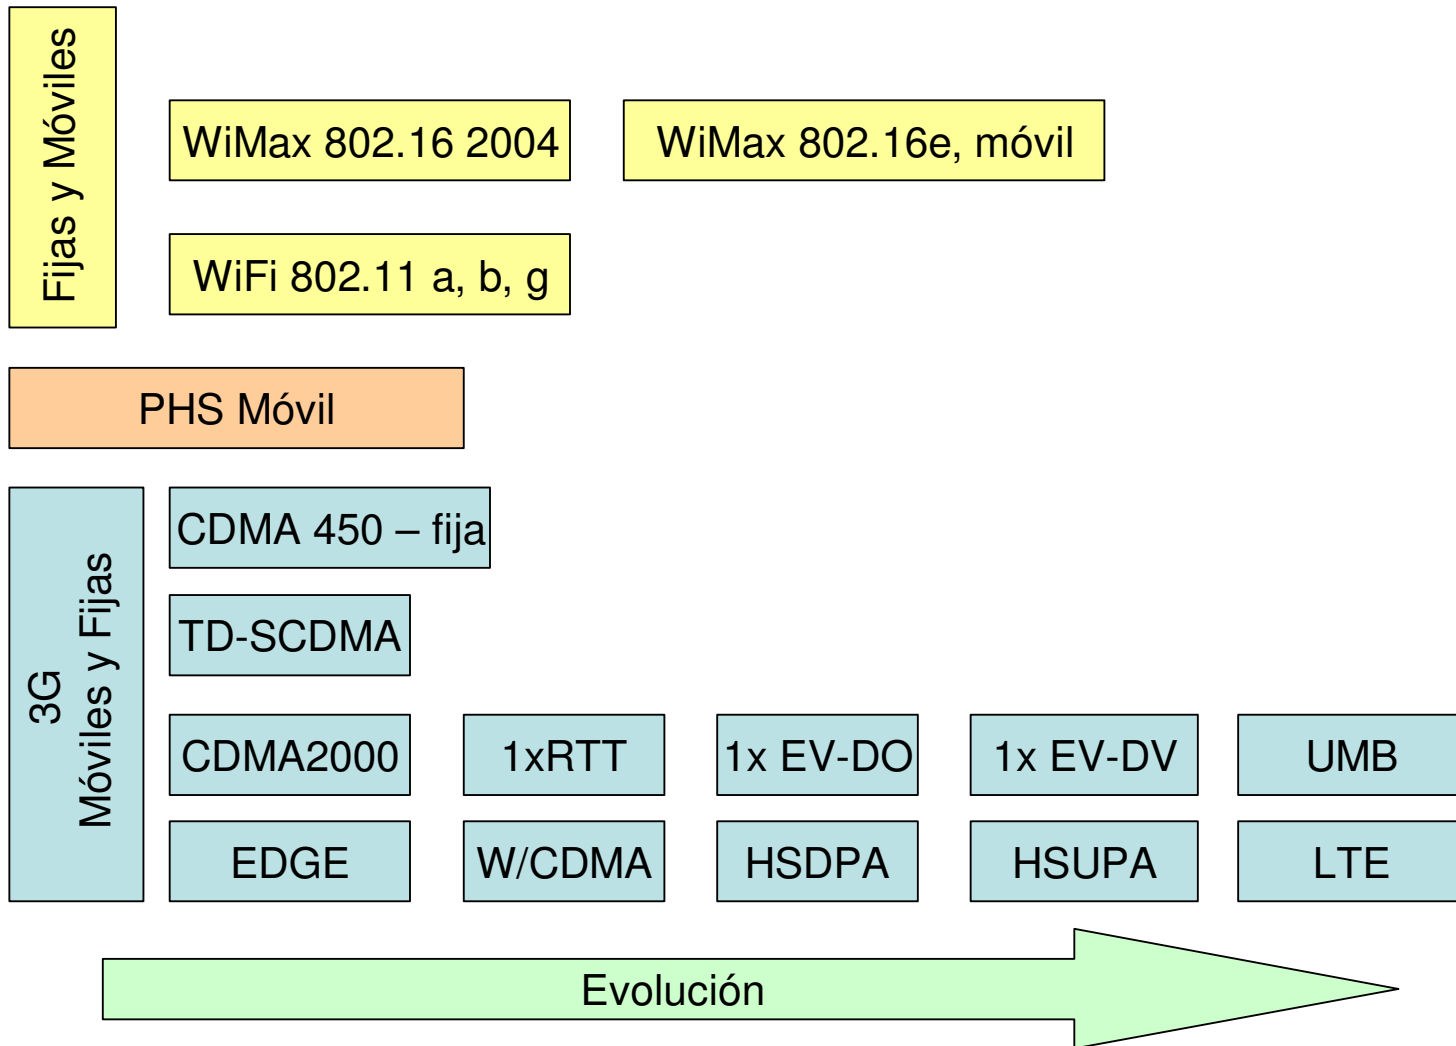 Fijas y Móviles
WiMax 802.16 2004
WiMax 802.16e, móvil
WiFi 802.11 a, b, g
PHS Móvil
3G
Móviles y Fijas
CDMA 450 – fija
TD-SCDMA
CDMA2000
1xRTT
1x EV-DO
1x EV-DV
UMB
EDGE
W/CDMA
HSDPA
HSUPA
LTE
Evolución